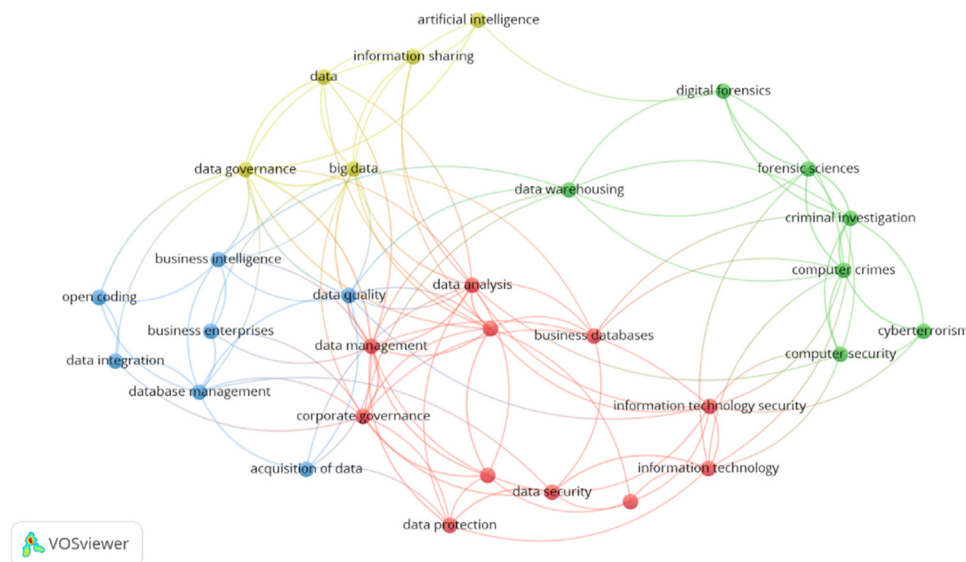 artificial intelligence
information sharing
data
digital forensics
data governance
big data
forensic sciences
data warehousing
criminal investigation
business intelligence
computer crimes
data analysis
open coding
data quality
business enterprises
cyberterrorism
business databases
data management
computer security
data integration
database management
information technology security
corporate governance
acquisition of data
information technology
data security
data protection
VOSviewer